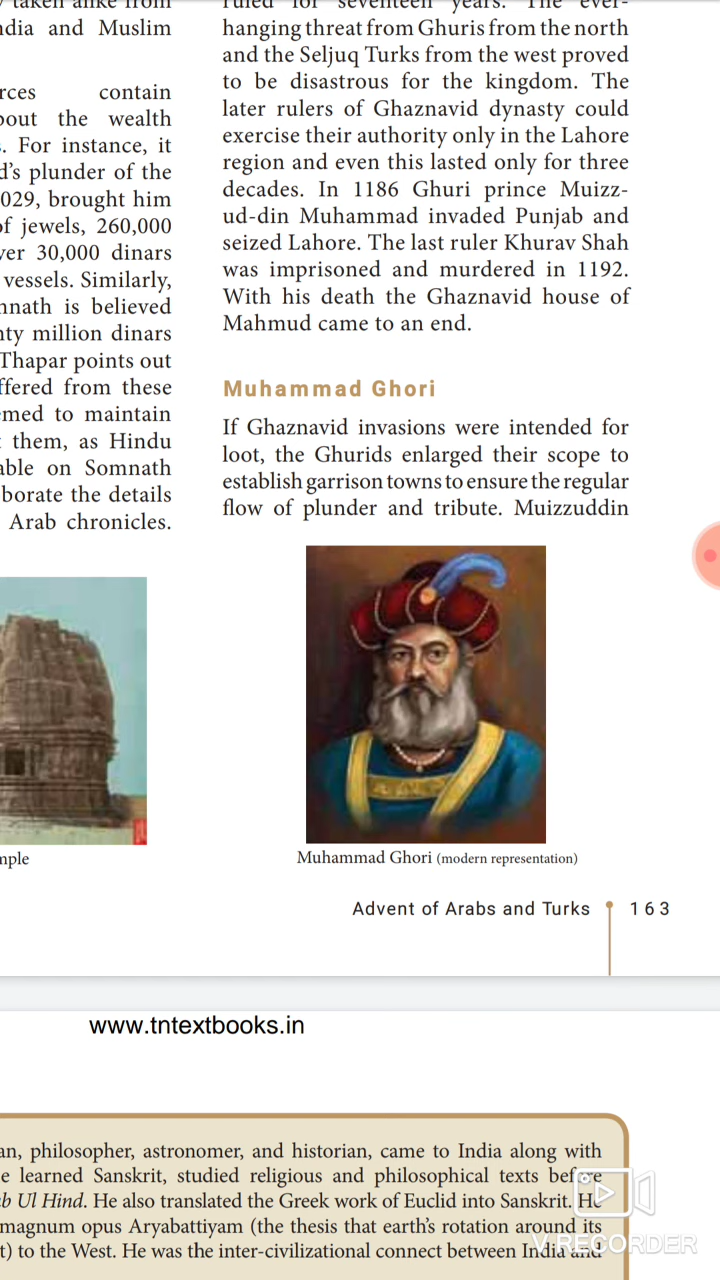 taken alike from
ndia and Muslim
rces contain
bout the wealth
. For instance, it
d's plunder of the
029, brought him
of jewels, 260,000
ver 30,000 dinars
vessels. Similarly,
nnath is believed
nty million dinars
Thapar points out
ffered from these
emed to maintain
them, as Hindu
able on Somnath
borate the details
Arab chronicles.
mple
ruled for seventeen years. The ever-
hanging threat from Ghuris from the north
and the Seljuq Turks from the west proved
to be disastrous for the kingdom. The
later rulers of Ghaznavid dynasty could
exercise their authority only in the Lahore
region and even this lasted only for three
decades. In 1186 Ghuri prince Muizz-
ud-din Muhammad invaded Punjab and
seized Lahore. The last ruler Khurav Shah
was imprisoned and murdered in 1192.
With his death the Ghaznavid house of
Mahmud came to an end.
Muhammad Ghori
If Ghaznavid invasions were intended for
loot, the Ghurids enlarged their scope to
establish garrison towns to ensure the regular
flow of plunder and tribute. Muizzuddin
Muhammad Ghori (modern representation)
Advent of Arabs and Turks 163
www.tntextbooks.in
an, philosopher, astronomer, and historian, came to India along with
e learned Sanskrit, studied religious and philosophical texts before
b Ul Hind. He also translated the Greek work of Euclid into Sanskrit. He
magnum opus Aryabattiyam (the thesis that earth's rotation around its
t) to the West. He was the inter-civilizational connect between India and
V RECORDER